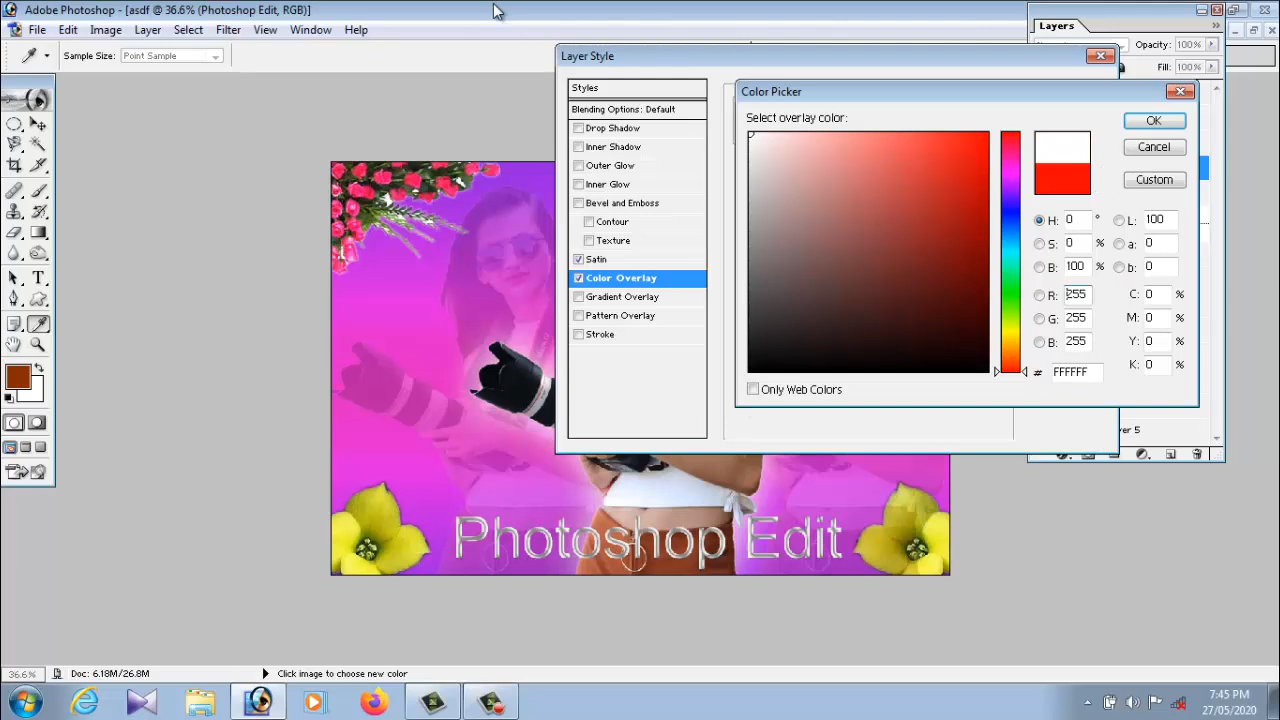 Adobe Photoshop - [asdf @ 36.6% (Photoshop Edit, RGB)]
File Edit Image Layer Select Filter View Window Help
Sample Size: Point Sample
Layers
Opacity: 100%
Fill: 100%
Layer Style
Styles
Blending Options: Default
Drop Shadow
Inner Shadow
Outer Glow
Inner Glow
Bevel and Emboss
Contour
Texture
Satin
Color Overlay
Gradient Overlay
Pattern Overlay
Stroke
Color Picker
Select overlay color:
OK
Cancel
Custom
H: 0 ° L: 100
S: 0 % a: 0
B: 100 % b: 0
R: 255 C: 0 %
G: 255 M: 0 %
B: 255 Y: 0 %
# FFFFFF K: 0 %
Only Web Colors
yer 5
Photoshop Edit
36.6% Doc: 6.18M/26.8M Click image to choose new color
7:45 PM
27/05/2020